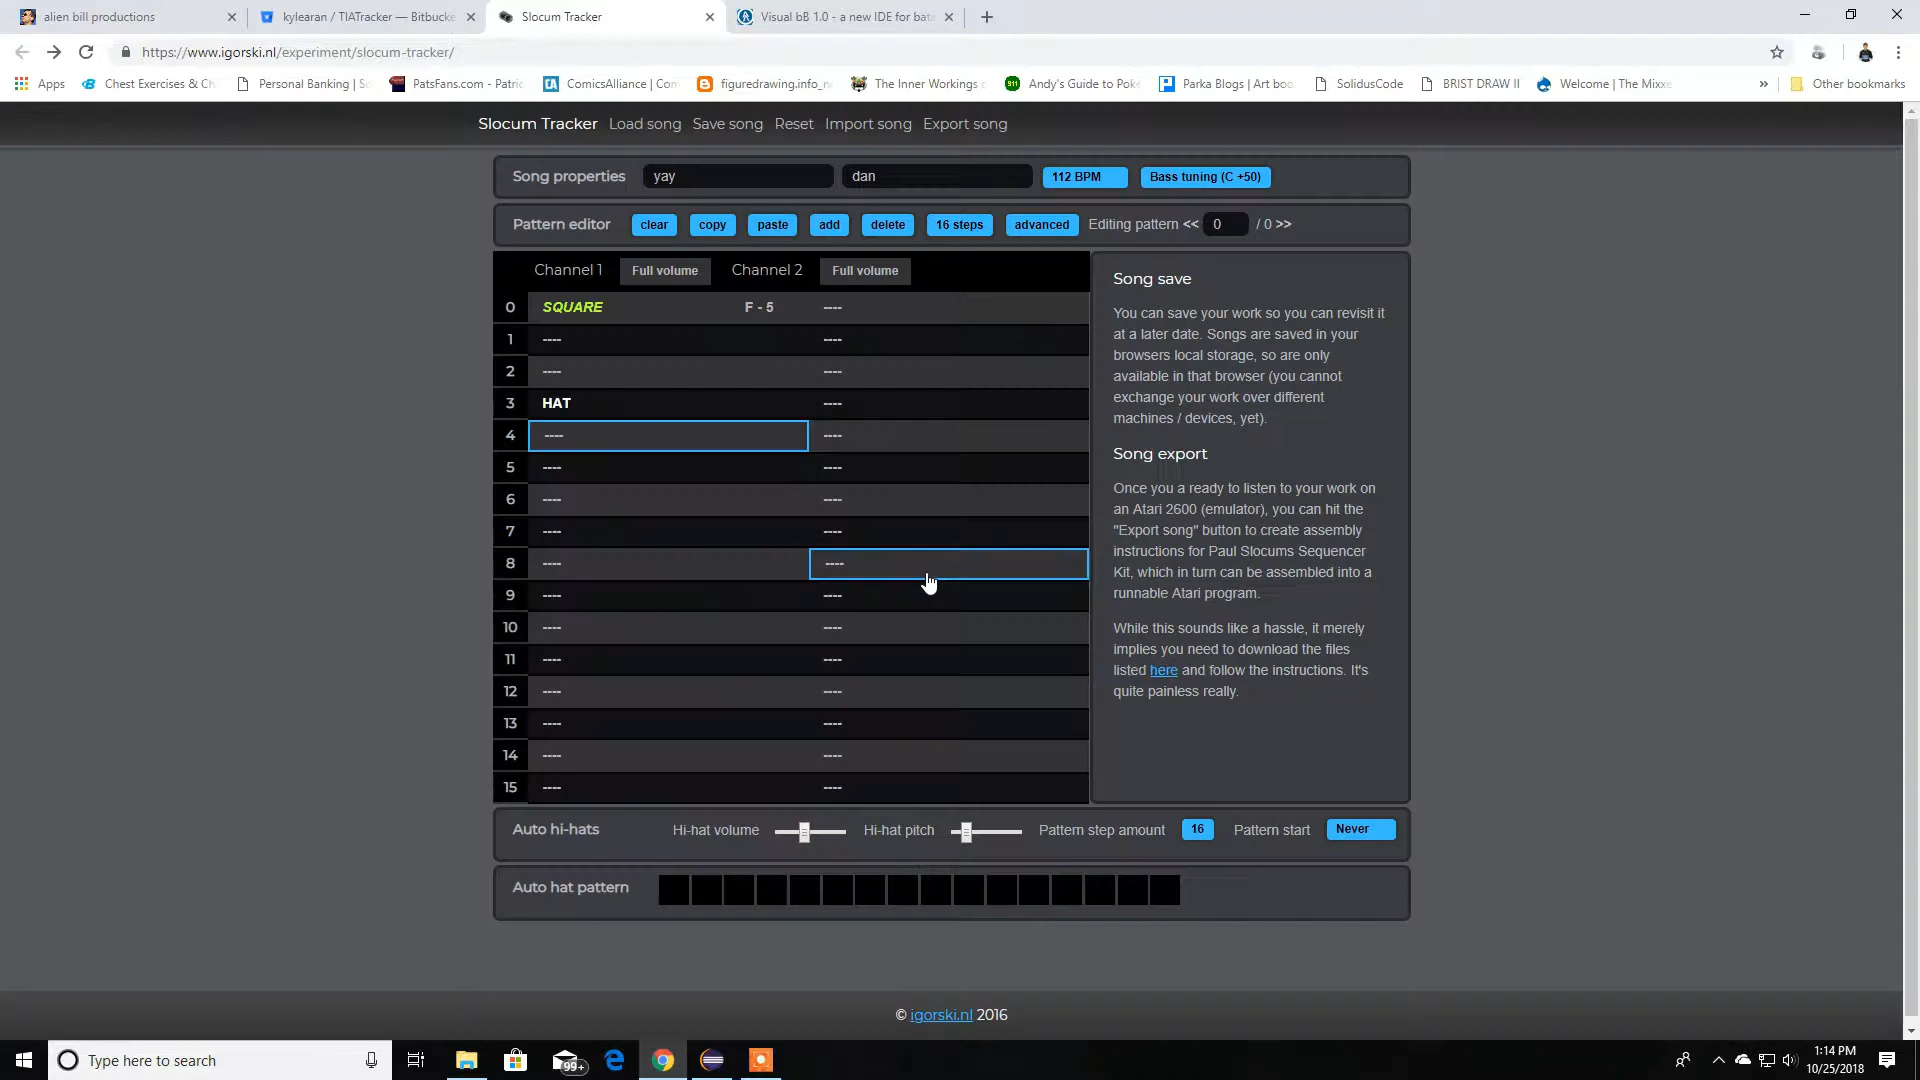 alien bill productions
kylearan / TIATracker — Bitbucke
Slocum Tracker
Visual bB 1.0 - a new IDE for bata
https://www.igorski.nl/experiment/slocum-tracker/
Apps
Chest Exercises & Ch
Personal Banking | S
PatsFans.com - Patri
ComicsAlliance | Com
figuredrawing.info_n
The Inner Workings
Andy's Guide to Pok
Parka Blogs | Art boo
SolidusCode
BRIST DRAW II
Welcome | The Mixxe
»
Other bookmarks
Slocum Tracker Load song Save song Reset Import song Export song
Song properties yay dan 112 BPM Bass tuning (C +50)
Pattern editor clear copy paste add delete 16 steps advanced Editing pattern << 0 / 0 >>
Channel 1 Full volume Channel 2 Full volume
0 SQUARE F - 5 ----
1 ---- ----
2 ---- ----
3 HAT ----
4 ---- ----
5 ---- ----
6 ---- ----
7 ---- ----
8 ---- ----
9 ---- ----
10 ---- ----
11 ---- ----
12 ---- ----
13 ---- ----
14 ---- ----
15 ---- ----
Song save
You can save your work so you can revisit it
at a later date. Songs are saved in your
browsers local storage, so are only
available in that browser (you cannot
exchange your work over different
machines / devices, yet).
Song export
Once you a ready to listen to your work on
an Atari 2600 (emulator), you can hit the
"Export song" button to create assembly
instructions for Paul Slocums Sequencer
Kit, which in turn can be assembled into a
runnable Atari program.
While this sounds like a hassle, it merely
implies you need to download the files
listed here and follow the instructions. It's
quite painless really.
Auto hi-hats Hi-hat volume Hi-hat pitch Pattern step amount 16 Pattern start Never
Auto hat pattern
© igorski.nl 2016
Type here to search
99+
1:14 PM
10/25/2018